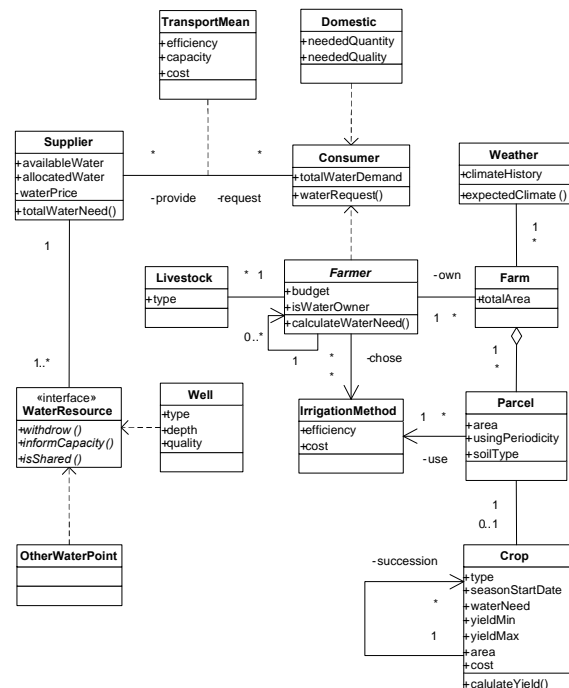 TransportMean
+efficiency
+capacity
+cost
Domestic
+neededQuantity
+neededQuality
Supplier
+availableWater
+allocatedWater
-waterPrice
+totalWaterNeed()
*
*
-provide
-request
Consumer
+totalWaterDemand
+waterRequest()
Weather
+climateHistory
+expectedClimate()
1
1
*
Livestock
+type
*
1
Farmer
+budget
+isWaterOwner
+calculateWaterNeed()
-own
1
*
Farm
+totalArea
0..*
1
*
*
-chose
1
*
1..*
«interface»
WaterResource
+withdrow()
+informCapacity()
+isShared()
Well
+type
+depth
+quality
IrrigationMethod
+efficiency
+cost
1
*
-use
Parcel
+area
+usingPeriodicity
+soilType
1
0..1
OtherWaterPoint
-succession
*
1
Crop
+type
+seasonStartDate
+waterNeed
+yieldMin
+yieldMax
+area
+cost
+calulateYield()